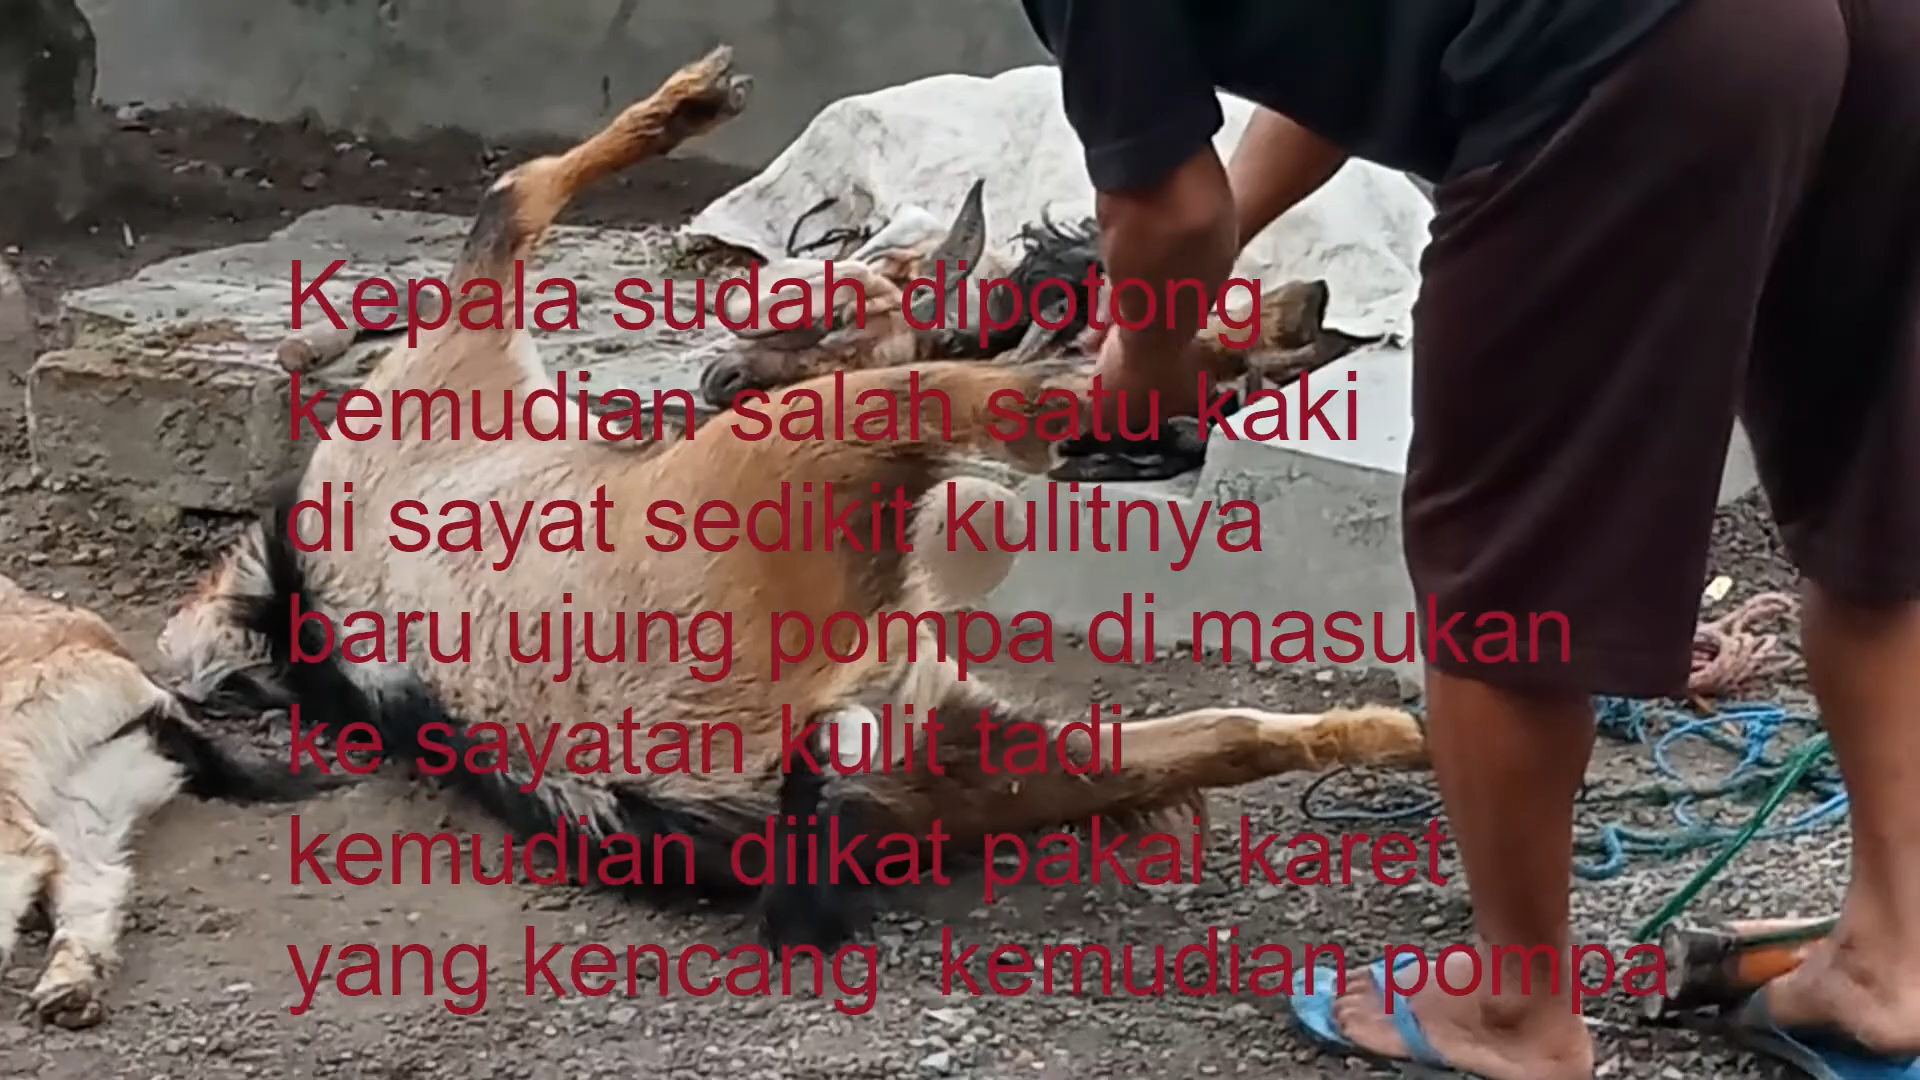 Kepala sudah dipotong
kemudian salah satu kaki
di sayat sedikit kulitnya
baru ujung pompa di masukan
ke sayatan kulit tadi
kemudian diikat pakai karet
yang kencang  kemudian pompa